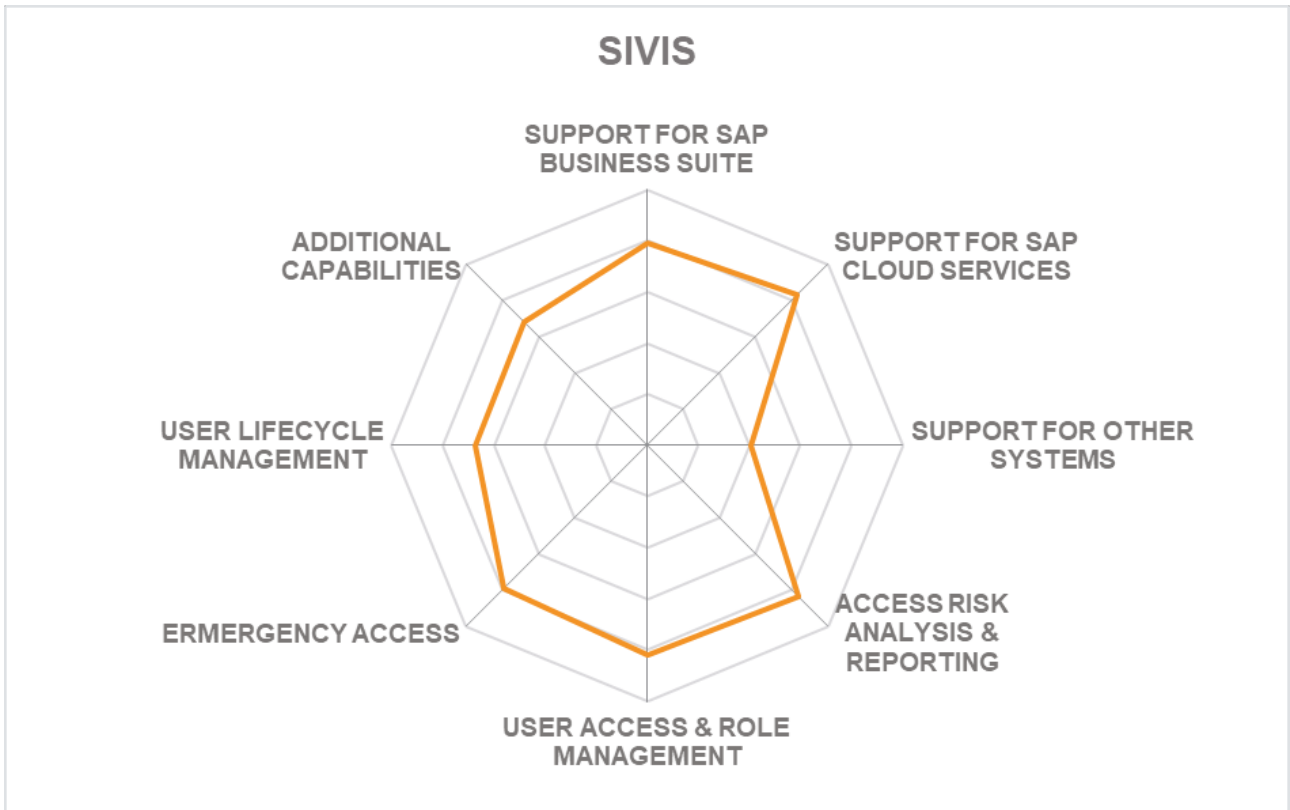 SIVIS
SUPPORT FOR SAP
BUSINESS SUITE
ADDITIONAL
CAPABILITIES
SUPPORT FOR SAP
CLOUD SERVICES
USER LIFECYCLE
MANAGEMENT
SUPPORT FOR OTHER
SYSTEMS
ERMERGENCY ACCESS
ACCESS RISK
ANALYSIS &
REPORTING
USER ACCESS & ROLE
MANAGEMENT